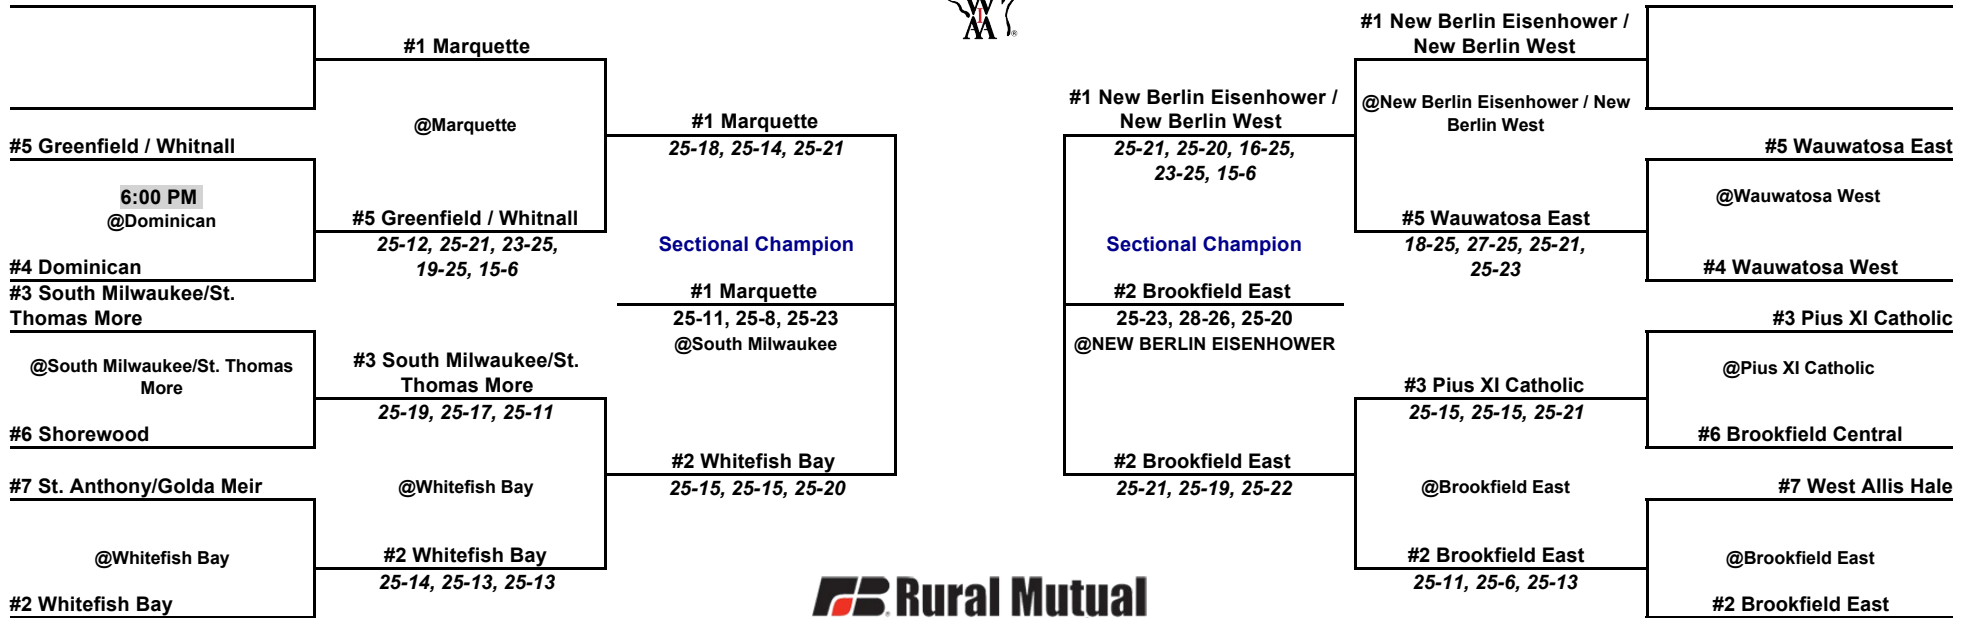 WIAA
#1 Marquette
@Marquette
#5 Greenfield / Whitnall
6:00 PM
@Dominican
#4 Dominican
#5 Greenfield / Whitnall
25-12, 25-21, 23-25,
19-25, 15-6
#3 South Milwaukee/St.
Thomas More
@South Milwaukee/St. Thomas
More
#6 Shorewood
#3 South Milwaukee/St.
Thomas More
25-19, 25-17, 25-11
#7 St. Anthony/Golda Meir
@Whitefish Bay
#2 Whitefish Bay
@Whitefish Bay
#2 Whitefish Bay
25-14, 25-13, 25-13
#1 Marquette
25-18, 25-14, 25-21
Sectional Champion
#1 Marquette
25-11, 25-8, 25-23
@South Milwaukee
#2 Whitefish Bay
25-15, 25-15, 25-20
#1 New Berlin Eisenhower /
New Berlin West
25-21, 25-20, 16-25,
23-25, 15-6
Sectional Champion
#2 Brookfield East
25-23, 28-26, 25-20
@NEW BERLIN EISENHOWER
#2 Brookfield East
25-21, 25-19, 25-22
#1 New Berlin Eisenhower /
New Berlin West
@New Berlin Eisenhower / New
Berlin West
#5 Wauwatosa East
18-25, 27-25, 25-21,
25-23
#3 Pius XI Catholic
25-15, 25-15, 25-21
@Brookfield East
#2 Brookfield East
25-11, 25-6, 25-13
#5 Wauwatosa East
@Wauwatosa West
#4 Wauwatosa West
#3 Pius XI Catholic
@Pius XI Catholic
#6 Brookfield Central
#7 West Allis Hale
@Brookfield East
#2 Brookfield East
Rural Mutual